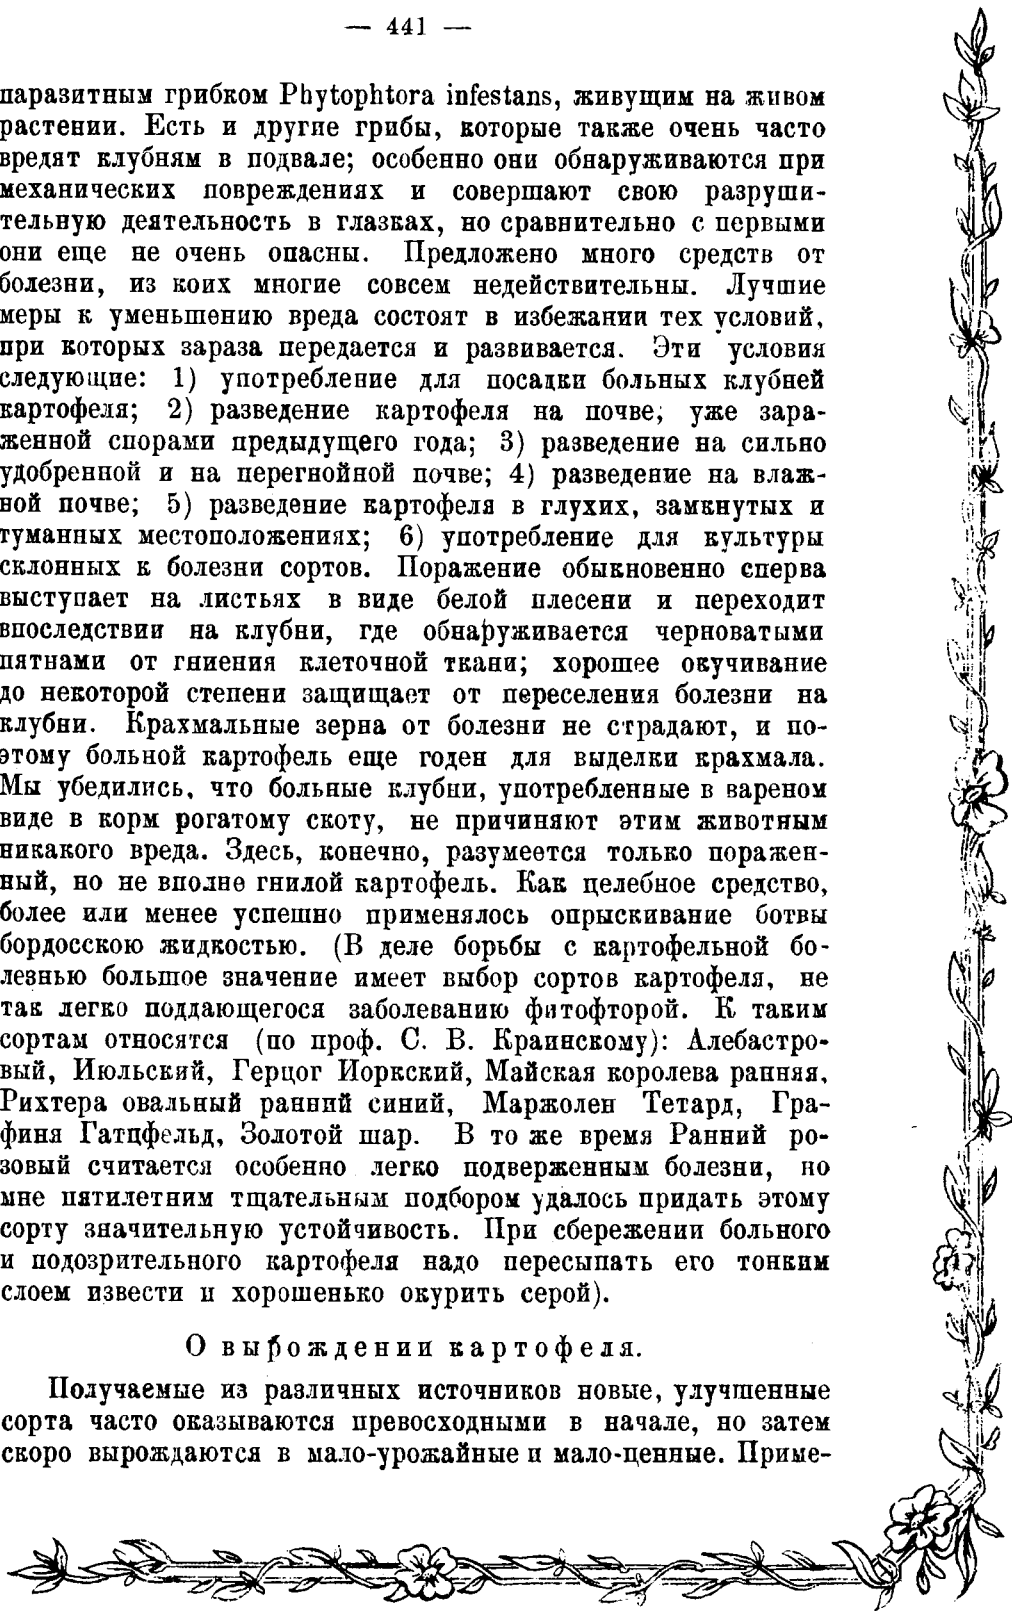 — 441 —
паразитным грибком Phytophtora infestans, живущим на живом
растении. Есть и другие грибы, которые также очень часто
вредят клубням в подвале; особенно они обнаруживаются при
механических повреждениях и совершают свою разруши-
тельную деятельность в глазках, но сравнительно с первыми
они еще не очень опасны. Предложено много средств от
болезни, из коих многие совсем недействительны. Лучшие
меры к уменьшению вреда состоят в избежании тех условий,
при которых зараза передается и развивается. Эти условия
следующие: 1) употребление для посадки больных клубней
картофеля; 2) разведение картофеля на почве, уже зара-
женной спорами предыдущего года; 3) разведение на сильно
удобренной и на перегнойной почве; 4) разведение на влаж-
ной почве; 5) разведение картофеля в глухих, замкнутых и
туманных местоположениях; 6) употребление для культуры
склонных к болезни сортов. Поражение обыкновенно сперва
выступает на листьях в виде белой плесени и переходит
впоследствии на клубни, где обнаруживается черноватыми
пятнами от гниения клеточной ткани; хорошее окучивание
до некоторой степени защищает от переселения болезни на
клубни. Крахмальные зерна от болезни не страдают, и по-
этому больной картофель еще годен для выделки крахмала.
Мы убедились, что больные клубни, употребленные в вареном
виде в корм рогатому скоту, не причиняют этим животным
никакого вреда. Здесь, конечно, разумеется только поражен-
ный, но не вполне гнилой картофель. Как целебное средство,
более или менее успешно применялось опрыскивание ботвы
бордосскою жидкостью. (В деле борьбы с картофельной бо-
лезнью большое значение имеет выбор сортов картофеля, не
так легко поддающегося заболеванию фитофторой. К таким
сортам относятся (по проф. С. В. Краинскому): Алебастро-
вый, Июльский, Герцог Иоркский, Майская королева ранняя,
Рихтера овальный ранний синий, Маржолен Тетард, Гра-
финя Гатцфельд, Золотой шар. В то же время Ранний ро-
зовый считается особенно легко подверженным болезни, но
мне пятилетним тщательным подбором удалось придать этому
сорту значительную устойчивость. При сбережении больного
и подозрительного картофеля надо пересыпать его тонким
слоем извести и хорошенько окурить серой).
О вырождении картофеля.
Получаемые из различных источников новые, улучшенные
сорта часто оказываются превосходными в начале, но затем
скоро вырождаются в мало-урожайные и мало-ценные. Приме-